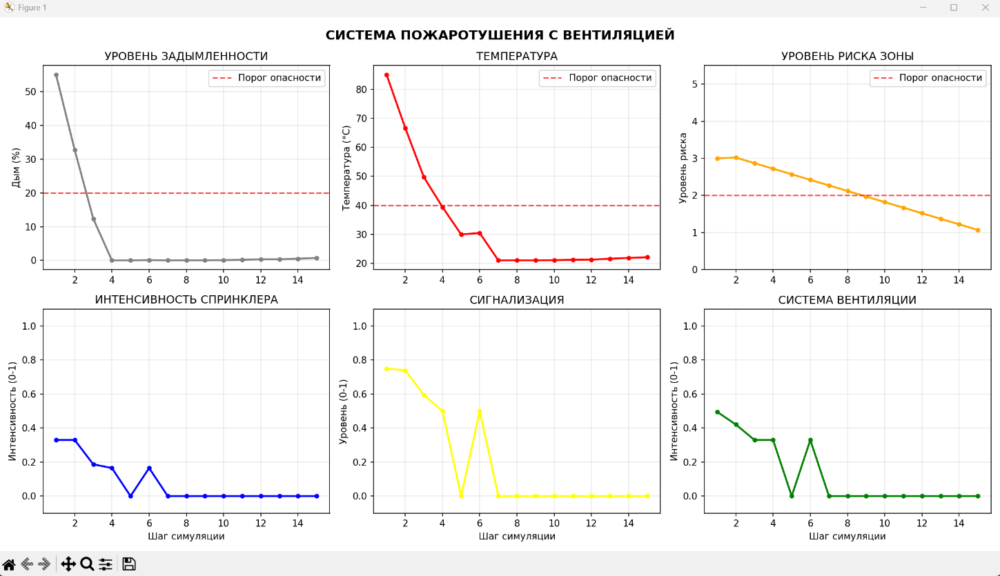 Figure 1
СИСТЕМА ПОЖАРОТУШЕНИЯ С ВЕНТИЛЯЦИЕЙ
УРОВЕНЬ ЗАДЫМЛЕННОСТИ
Порог опасности
Дым (%)
50
40
30
20
10
0
2 4 6 8 10 12 14
ТЕМПЕРАТУРА
Порог опасности
Температура (°C)
80
70
60
50
40
30
20
2 4 6 8 10 12 14
УРОВЕНЬ РИСКА ЗОНЫ
Порог опасности
Уровень риска
5
4
3
2
1
0
2 4 6 8 10 12 14
ИНТЕНСИВНОСТЬ СПРИНКЛЕРА
Интенсивность (0-1)
1.0
0.8
0.6
0.4
0.2
0.0
2 4 6 8 10 12 14
Шаг симуляции
СИГНАЛИЗАЦИЯ
Уровень (0-1)
1.0
0.8
0.6
0.4
0.2
0.0
2 4 6 8 10 12 14
Шаг симуляции
СИСТЕМА ВЕНТИЛЯЦИИ
Интенсивность (0-1)
1.0
0.8
0.6
0.4
0.2
0.0
2 4 6 8 10 12 14
Шаг симуляции